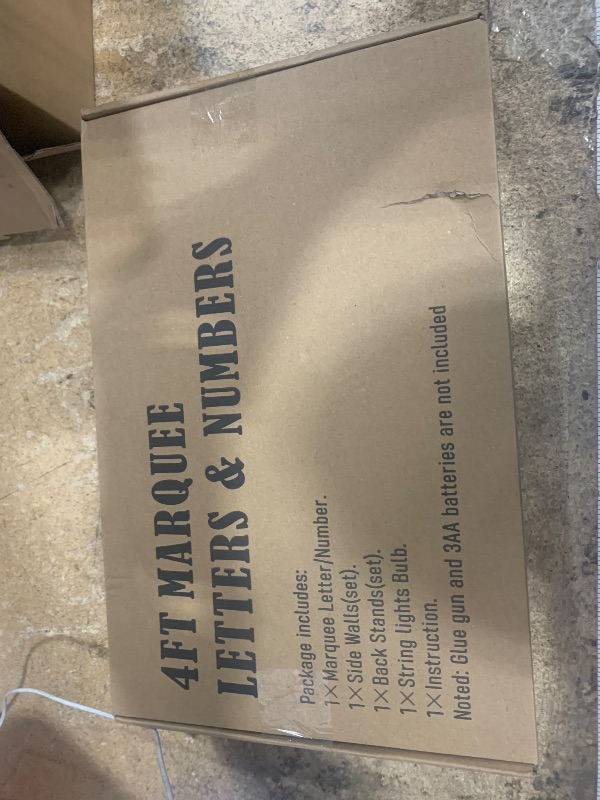 4FT MARQUEE
LETTERS & NUMBERS
Package includes:
1×Marquee Letter/Number.
1×Side Walls(set).
1×Back Stands(set).
1×String lights Bulb.
1×Instruction.
Noted: Glue gun and 3AA batteries are not included